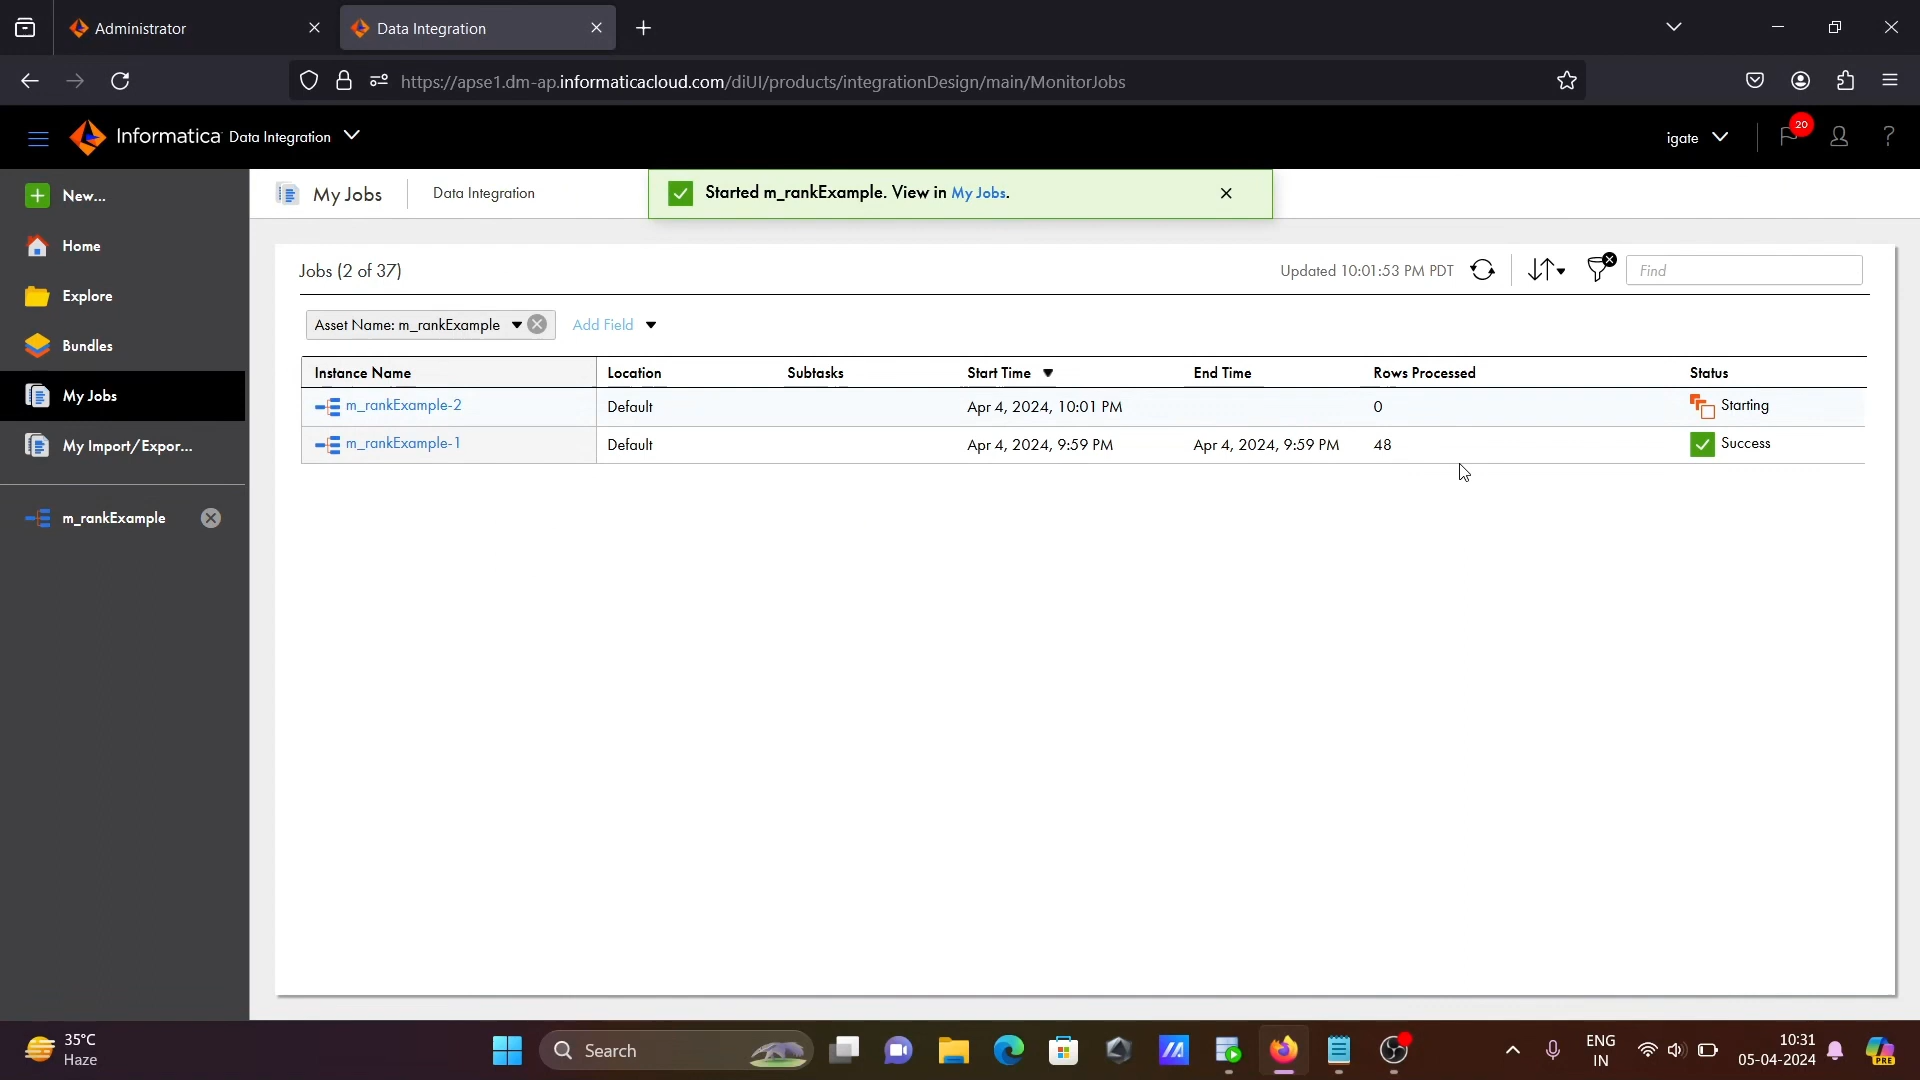 Administrator
Data Integration
https://apse1.dm-ap.informaticacloud.com/diUI/products/integrationDesign/main/MonitorJobs
Informatica Data Integration
igate
20
?
New...
Home
Explore
Bundles
My Jobs
My Import/Expor...
m_rankExample
My Jobs
Data Integration
Started m_rankExample. View in My Jobs.
Jobs (2 of 37)
Updated 10:01:53 PM PDT
Find
Asset Name: m_rankExample
Add Field
Instance Name Location Subtasks Start Time End Time Rows Processed Status
m_rankExample-2 Default Apr 4, 2024, 10:01 PM 0 Starting
m_rankExample-1 Default Apr 4, 2024, 9:59 PM Apr 4, 2024, 9:59 PM 48 Success
35°C
Haze
Search
ENG
IN
10:31
05-04-2024
PRE